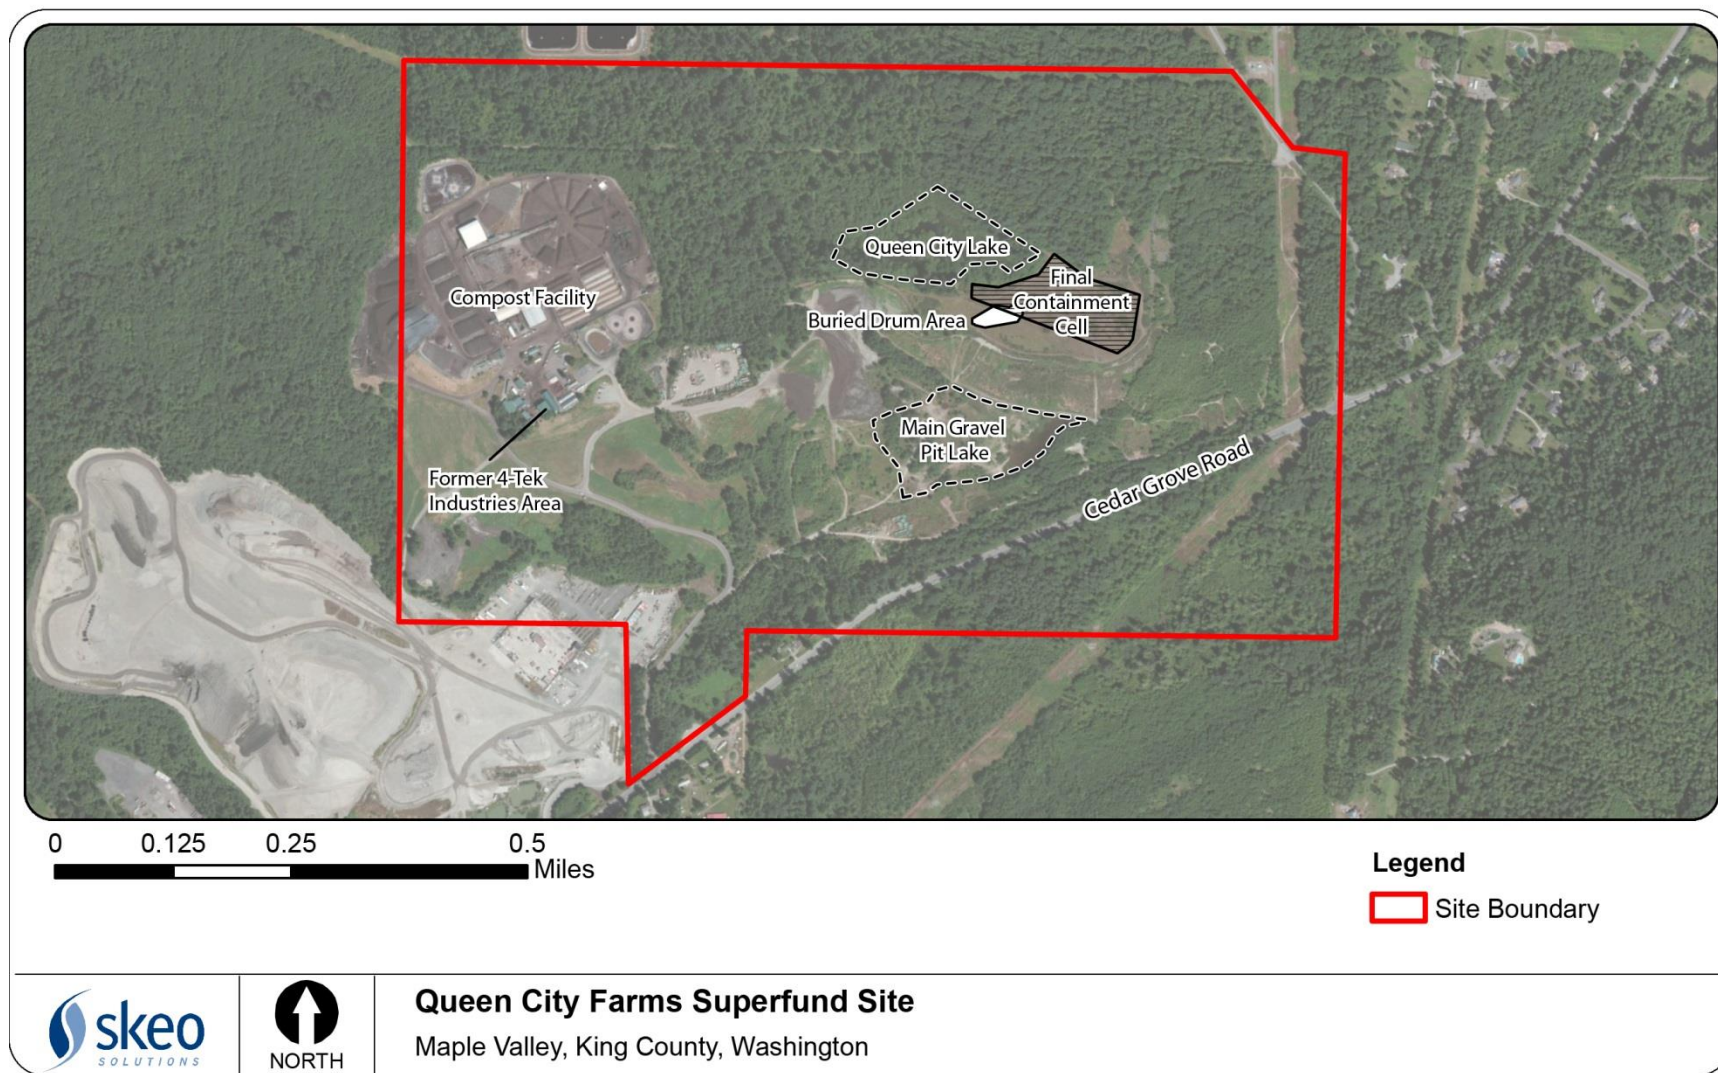 Queen City Lake
Final
Containment
Cell
Compost Facility
Buried Drum Area
Main Gravel
Pit Lake
Cedar Grove Road
Former 4-Tek
Industries Area
0 0.125 0.25 0.5
Miles
Legend
Site Boundary
skeo
SOLUTIONS
NORTH
Queen City Farms Superfund Site
Maple Valley, King County, Washington